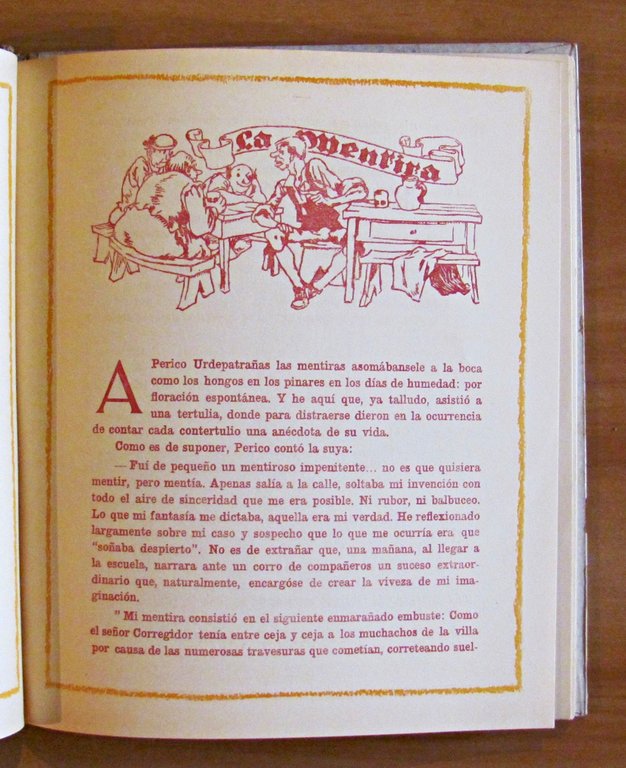 La Mentira
A Perico Urdepatrañas las mentiras asomábansele a la boca
como los hongos en los pinares en los días de humedad: por
floración espontánea. Y he aquí que, ya talludo, asistió a
una tertulia, donde para distraerse dieron en la ocurrencia
de contar cada contertulio una anécdota de su vida.
Como es de suponer, Perico contó la suya:
— Fuí de pequeño un mentiroso impenitente... no es que quisiera
mentir, pero mentía. Apenas salía a la calle, soltaba mi invención con
todo el aire de sinceridad que me era posible. Ni rubor, ni balbuceo.
Lo que mi fantasía me dictaba, aquella era mi verdad. He reflexionado
largamente sobre mi caso y sospecho que lo que me ocurría era que
"soñaba despierto". No es de extrañar que, una mañana, al llegar a
la escuela, narrara ante un corro de compañeros un suceso extraor-
dinario que, naturalmente, encargóse de crear la viveza de mi ima-
ginación.
" Mi mentira consistió en el siguiente enmarañado embuste: Como
el señor Corregidor tenía entre ceja y ceja a los muchachos de la villa
por causa de las numerosas travesuras que cometían, correteando suel-